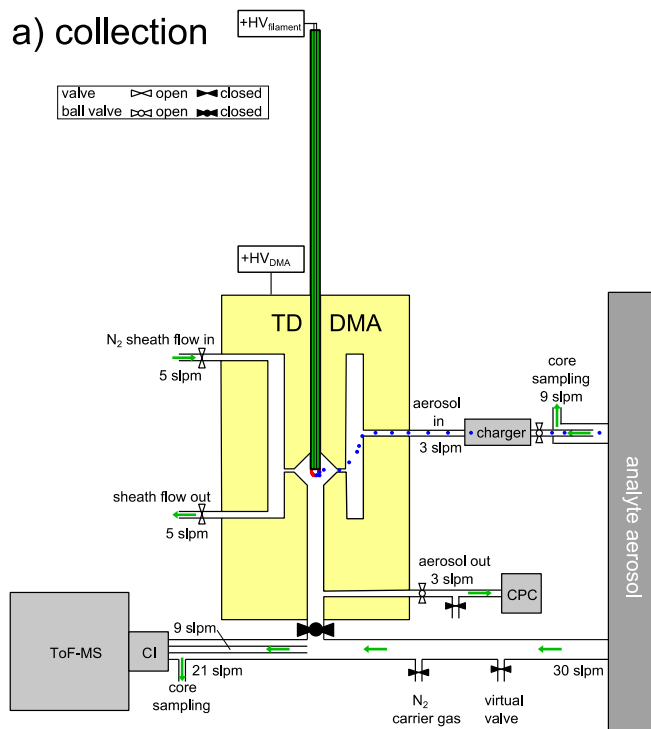 a) collection
+HVfilament
valve open closed
ball valve open closed
+HVDMA
TD DMA
N2 sheath flow in
5 slpm
core
sampling
9 slpm
aerosol
in
3 slpm
charger
analyte aerosol
sheath flow out
5 slpm
aerosol out
3 slpm
CPC
9 slpm
ToF-MS
CI
21 slpm
30 slpm
core
sampling
N2
carrier gas
virtual
valve